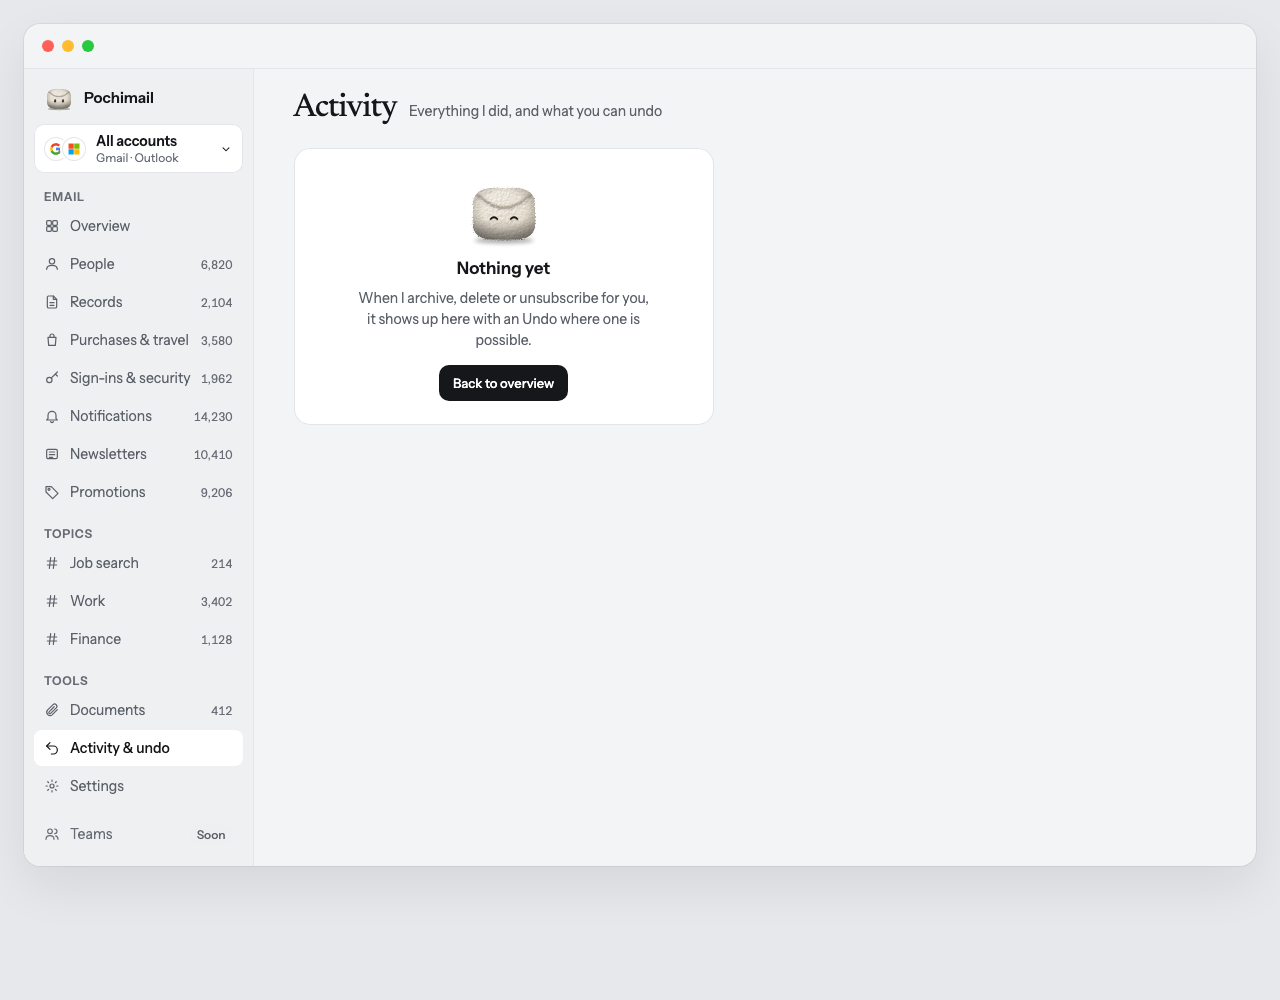 Pochimail
All accounts
Gmail · Outlook
EMAIL
Overview
People 6,820
Records 2,104
Purchases & travel 3,580
Sign-ins & security 1,962
Notifications 14,230
Newsletters 10,410
Promotions 9,206
TOPICS
# Job search 214
# Work 3,402
# Finance 1,128
TOOLS
Documents 412
Activity & undo
Settings
Teams Soon
Activity Everything I did, and what you can undo
Nothing yet
When I archive, delete or unsubscribe for you,
it shows up here with an Undo where one is
possible.
Back to overview